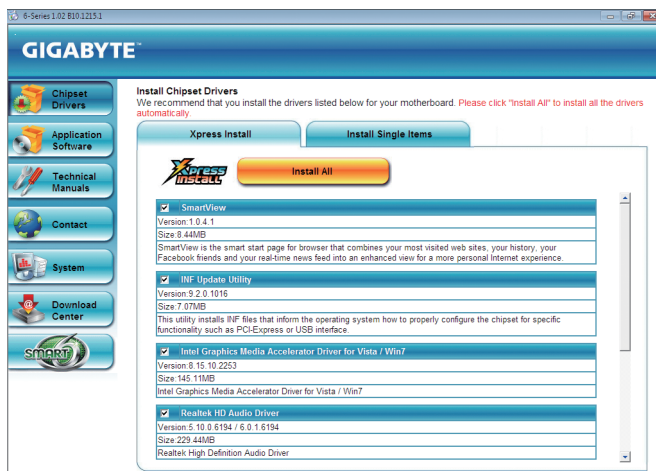 6-Series 1.02 B10.1215.1
GIGABYTE™
Chipset
Drivers
Application
Software
Technical
Manuals
Contact
System
Download
Center
SMART6
Install Chipset Drivers
We recommend that you install the drivers listed below for your motherboard. Please click "Install All" to install all the drivers
automatically.
Xpress Install
Install Single Items
Xpress
INSTALL
Install All
SmartView
Version:1.0.4.1
Size:8.44MB
SmartView is the smart start page for browser that combines your most visited web sites, your history, your
Facebook friends and your real-time news feed into an enhanced view for a more personal Internet experience.
INF Update Utility
Version:9.2.0.1016
Size:7.07MB
This utility installs INF files that inform the operating system how to properly configure the chipset for specific
functionality such as PCI-Express or USB interface.
Intel Graphics Media Accelerator Driver for Vista / Win7
Version:8.15.10.2253
Size:145.11MB
Intel Graphics Media Accelerator Driver for Vista / Win7
Realtek HD Audio Driver
Version:5.10.0.6194 / 6.0.1.6194
Size:229.44MB
Realtek High Definition Audio Driver